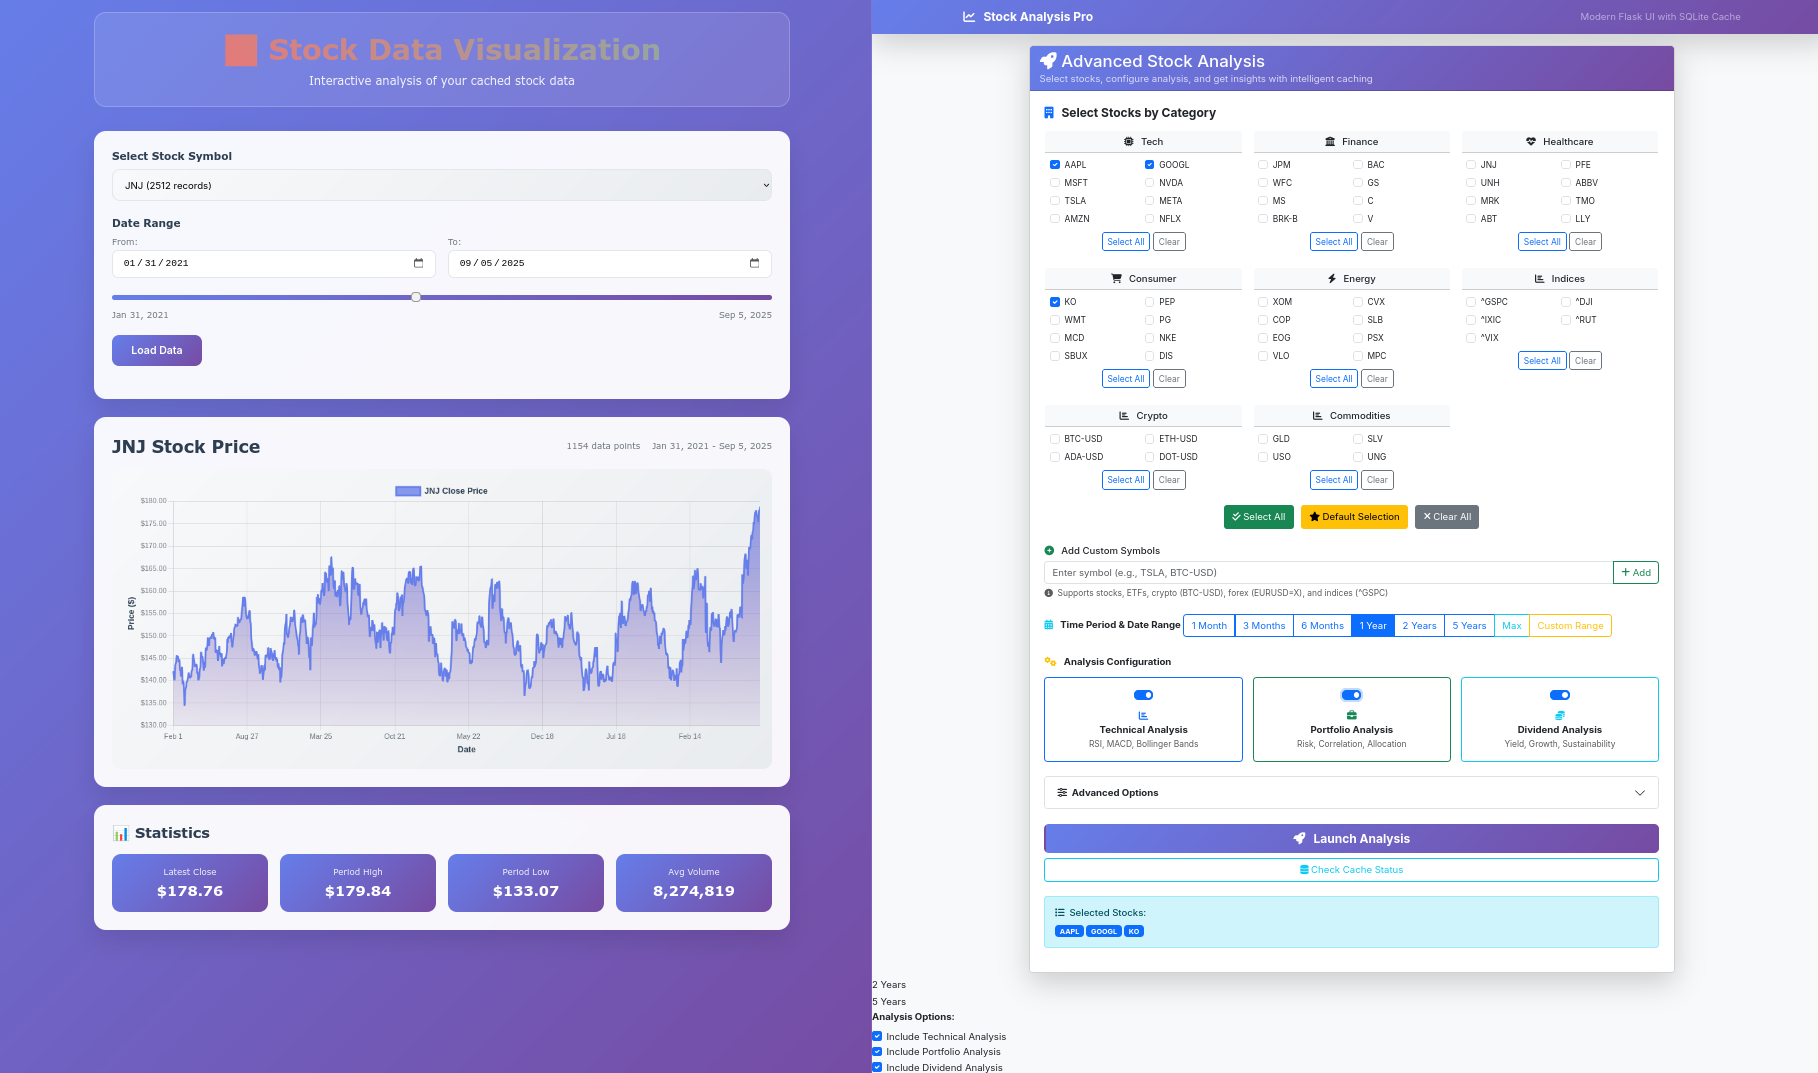 Stock Data Visualization
Interactive analysis of your cached stock data
Select Stock Symbol
JNJ (2512 records)
Date Range
From:
To:
01/31/2021
09/05/2025
Jan 31, 2021
Sep 5, 2025
Load Data
JNJ Stock Price
1154 data points Jan 31, 2021 - Sep 5, 2025
JNJ Close Price
$180.00
$175.00
$170.00
$165.00
$160.00
$155.00
$150.00
$145.00
$140.00
$135.00
$130.00
Price ($)
Feb 1 Aug 27 Mar 25 Oct 21 May 22 Dec 18 Jul 18 Feb 14
Date
📊 Statistics
Latest Close
$178.76
Period High
$179.84
Period Low
$133.07
Avg Volume
8,274,819
Stock Analysis Pro
Modern Flask UI with SQLite Cache
Advanced Stock Analysis
Select stocks, configure analysis, and get insights with intelligent caching
Select Stocks by Category
Tech
AAPL GOOGL
MSFT NVDA
TSLA META
AMZN NFLX
Select All Clear
Finance
JPM BAC
WFC GS
MS C
BRK-B V
Select All Clear
Healthcare
JNJ PFE
UNH ABBV
MRK TMO
ABT LLY
Select All Clear
Consumer
KO PEP
WMT PG
MCD NKE
SBUX DIS
Select All Clear
Energy
XOM CVX
COP SLB
EOG PSX
VLO MPC
Select All Clear
Indices
^GSPC ^DJI
^IXIC ^RUT
^VIX
Select All Clear
Crypto
BTC-USD ETH-USD
ADA-USD DOT-USD
Select All Clear
Commodities
GLD SLV
USO UNG
Select All Clear
Select All
Default Selection
Clear All
Add Custom Symbols
Enter symbol (e.g., TSLA, BTC-USD)
+ Add
Supports stocks, ETFs, crypto (BTC-USD), forex (EURUSD=X), and indices (^GSPC)
Time Period & Date Range 1 Month 3 Months 6 Months 1 Year 2 Years 5 Years Max Custom Range
Analysis Configuration
Technical Analysis
RSI, MACD, Bollinger Bands
Portfolio Analysis
Risk, Correlation, Allocation
Dividend Analysis
Yield, Growth, Sustainability
Advanced Options
Launch Analysis
Check Cache Status
Selected Stocks:
AAPL GOOGL KO
2 Years
5 Years
Analysis Options:
Include Technical Analysis
Include Portfolio Analysis
Include Dividend Analysis